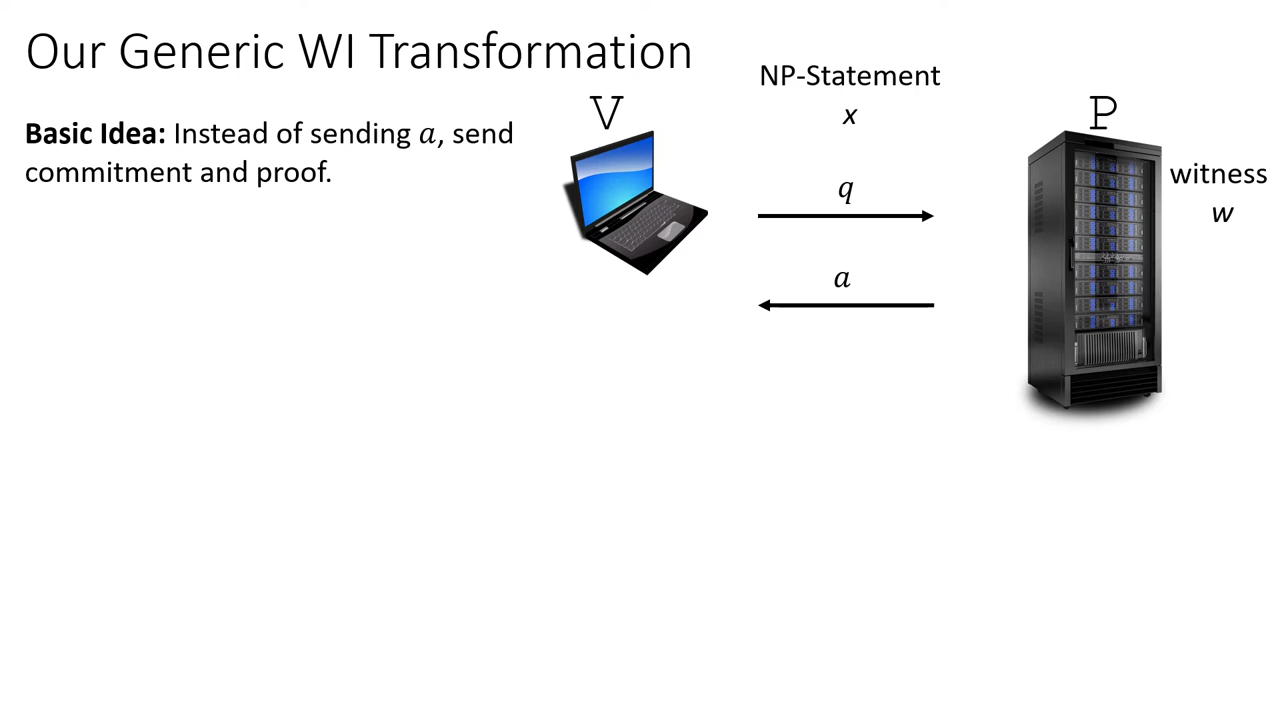 Our Generic WI Transformation
Basic Idea: Instead of sending a, send
commitment and proof.
NP-Statement
x
V
P
witness
w
q
a